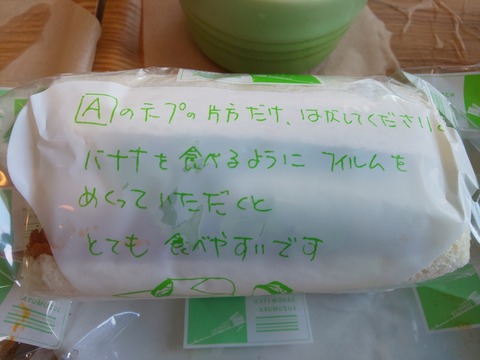 Aのテープの片方だけ、はがしてください。
バナナを食べるように フィルムを
めくっていただくと
とても 食べやすいです